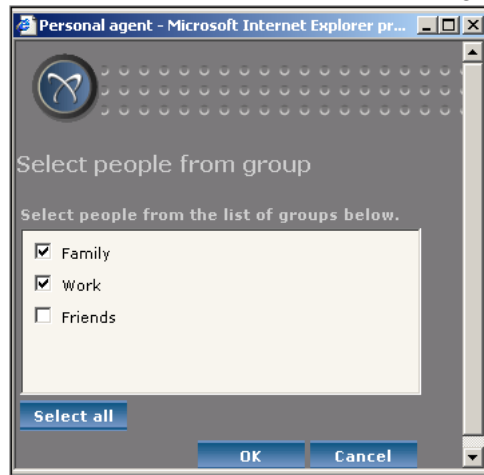 Personal agent - Microsoft Internet Explorer pr...
Select people from group
Select people from the list of groups below.
Family
Work
Friends
Select all
OK Cancel